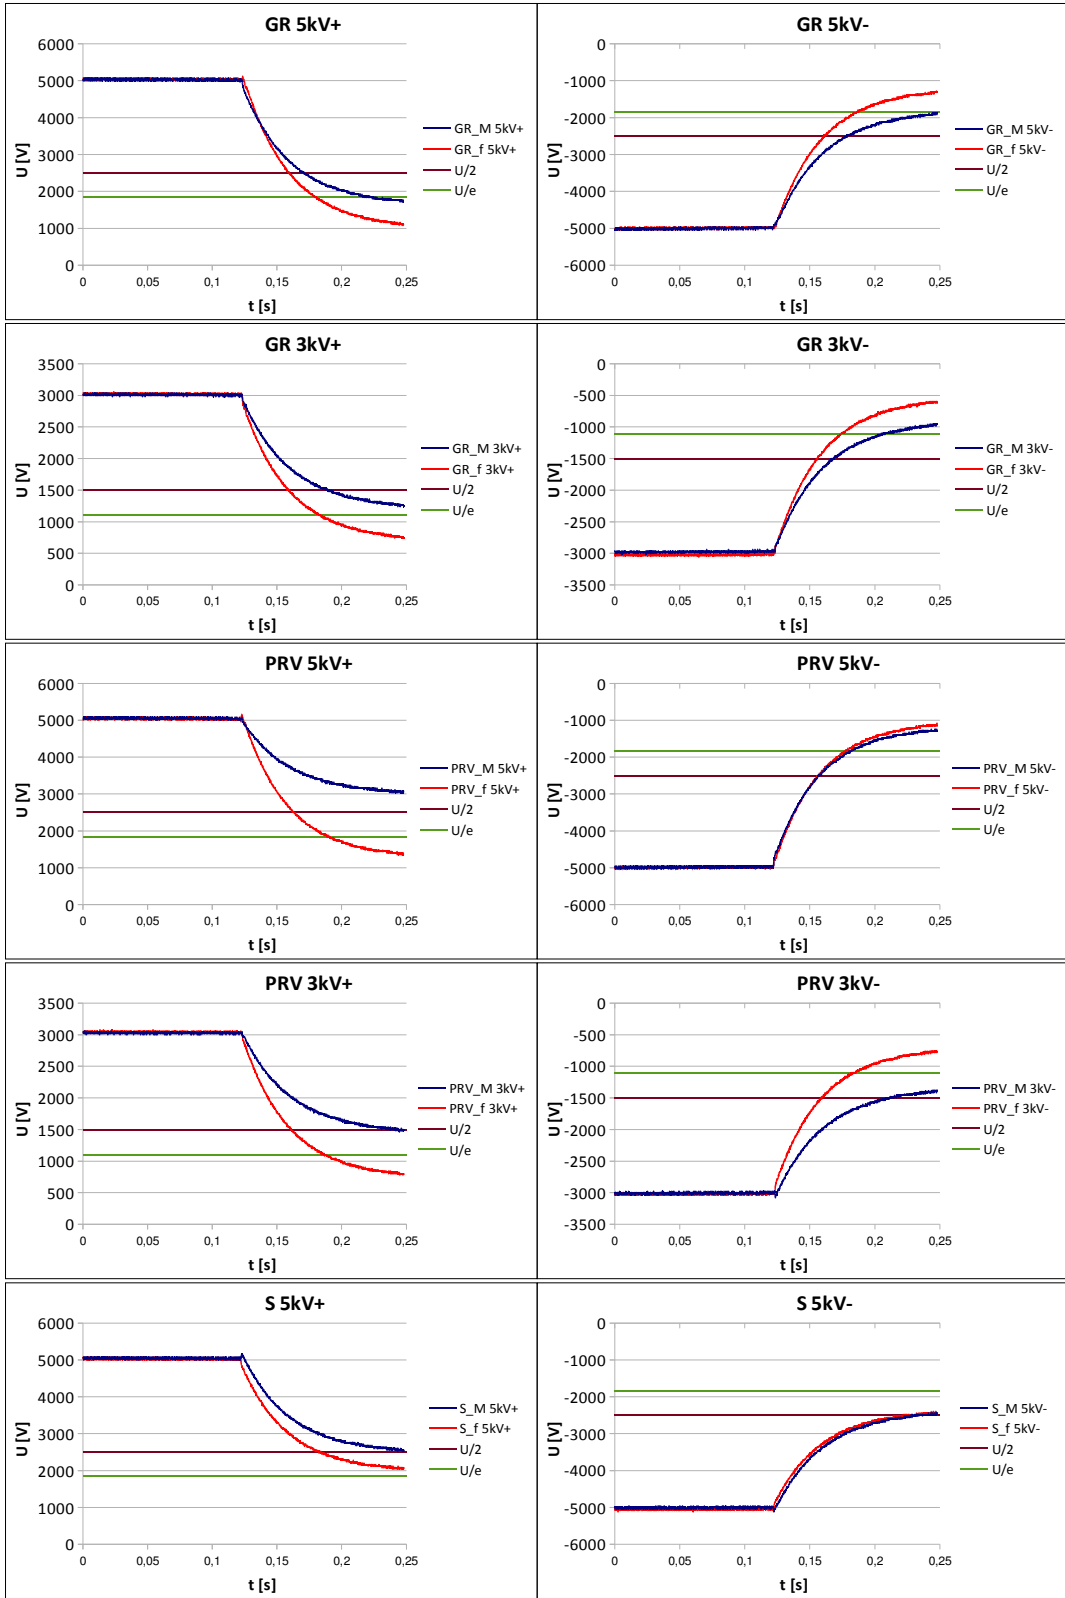 GR 5kV+
6000
5000
4000
3000
2000
1000
0
U [V]
0
0,05
0,1
0,15
0,2
0,25
t [s]
GR_M 5kV+
GR_f 5kV+
U/2
U/e
GR 5kV-
0
-1000
-2000
-3000
-4000
-5000
-6000
U [V]
0
0,05
0,1
0,15
0,2
0,25
t [s]
GR_M 5kV-
GR_f 5kV-
U/2
U/e
GR 3kV+
3500
3000
2500
2000
1500
1000
500
0
U [V]
0
0,05
0,1
0,15
0,2
0,25
t [s]
GR_M 3kV+
GR_f 3kV+
U/2
U/e
GR 3kV-
0
-500
-1000
-1500
-2000
-2500
-3000
-3500
U [V]
0
0,05
0,1
0,15
0,2
0,25
t [s]
GR_M 3kV-
GR_f 3kV-
U/2
U/e
PRV 5kV+
6000
5000
4000
3000
2000
1000
0
U [V]
0
0,05
0,1
0,15
0,2
0,25
t [s]
PRV_M 5kV+
PRV_f 5kV+
U/2
U/e
PRV 5kV-
0
-1000
-2000
-3000
-4000
-5000
-6000
U [V]
0
0,05
0,1
0,15
0,2
0,25
t [s]
PRV_M 5kV-
PRV_f 5kV-
U/2
U/e
PRV 3kV+
3500
3000
2500
2000
1500
1000
500
0
U [V]
0
0,05
0,1
0,15
0,2
0,25
t [s]
PRV_M 3kV+
PRV_f 3kV+
U/2
U/e
PRV 3kV-
0
-500
-1000
-1500
-2000
-2500
-3000
-3500
U [V]
0
0,05
0,1
0,15
0,2
0,25
t [s]
PRV_M 3kV-
PRV_f 3kV-
U/2
U/e
S 5kV+
6000
5000
4000
3000
2000
1000
0
U [V]
0
0,05
0,1
0,15
0,2
0,25
t [s]
S_M 5kV+
S_f 5kV+
U/2
U/e
S 5kV-
0
-1000
-2000
-3000
-4000
-5000
-6000
U [V]
0
0,05
0,1
0,15
0,2
0,25
t [s]
S_M 5kV-
S_f 5kV-
U/2
U/e